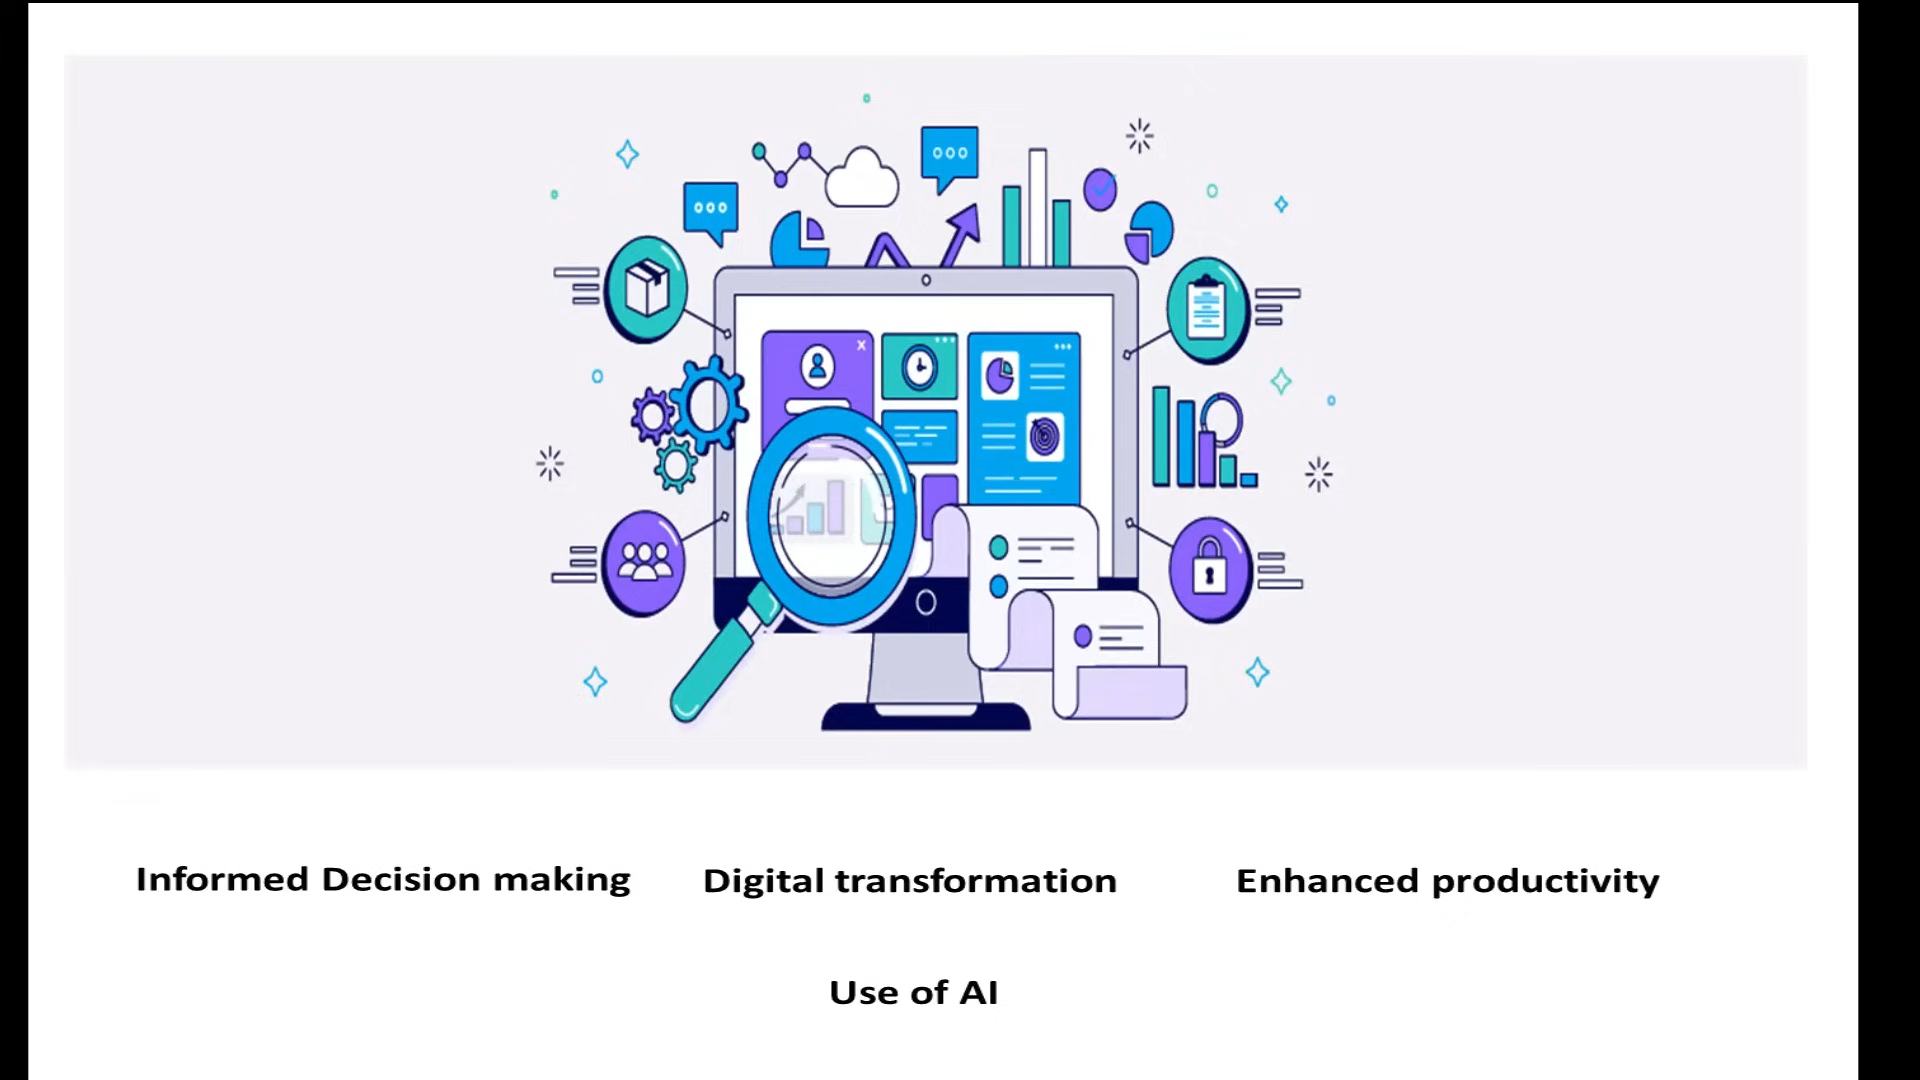 Informed Decision making
Digital transformation
Enhanced productivity
Use of AI